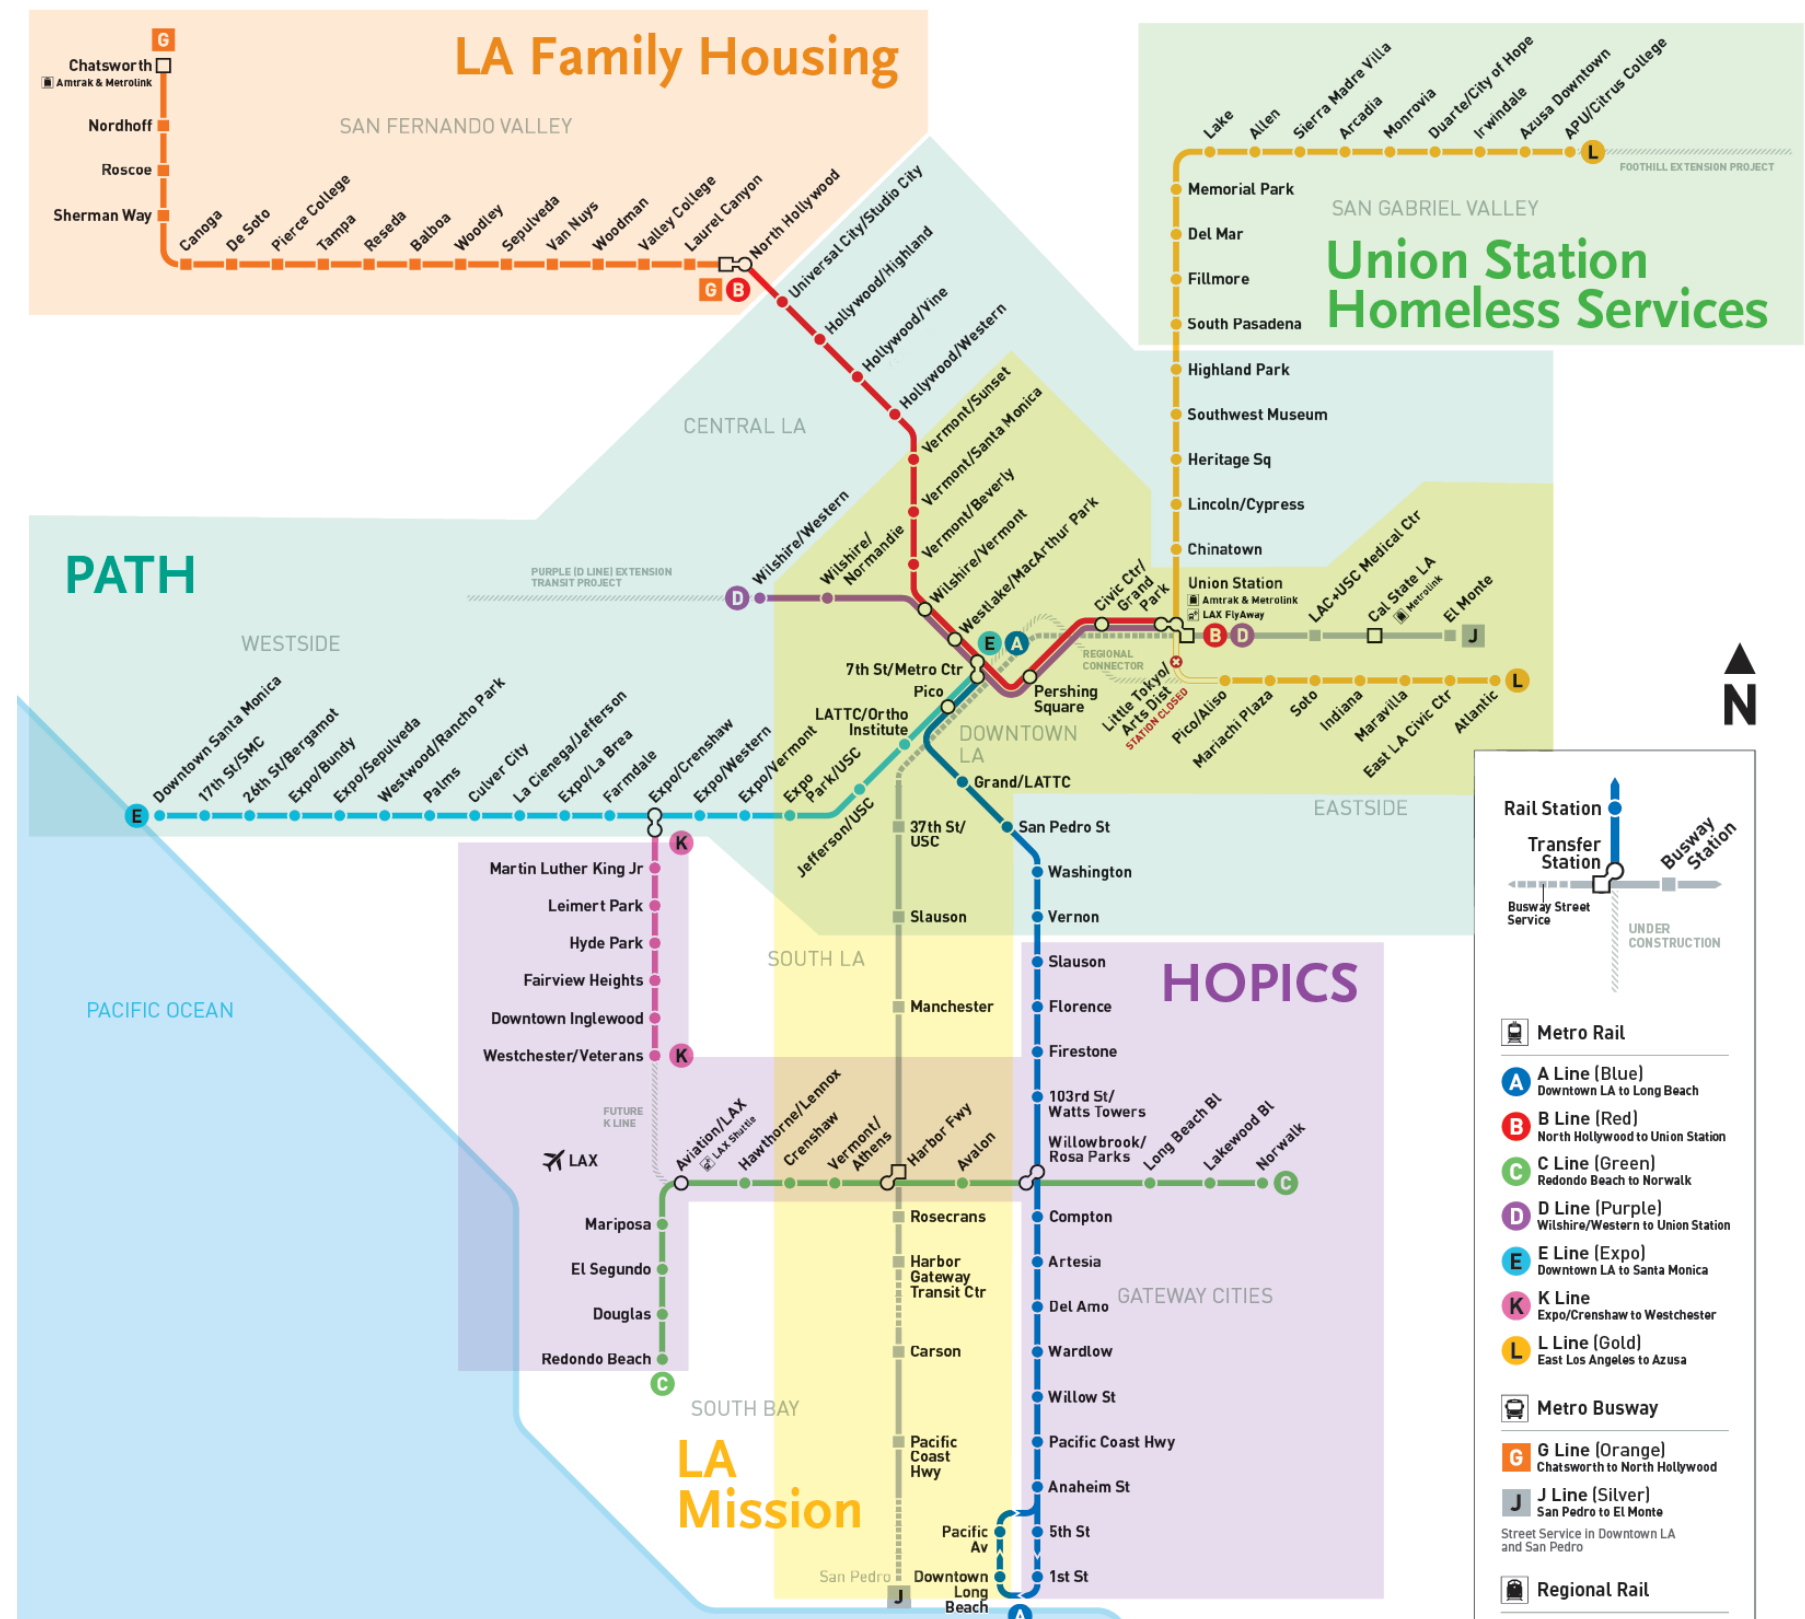 LA Family Housing
G
Chatsworth
Amtrak & Metrolink
SAN FERNANDO VALLEY
Nordhoff
Roscoe
Sherman Way
Canoga
De Soto
Pierce College
Tampa
Reseda
Balboa
Woodley
Sepulveda
Van Nuys
Woodman
Valley College
Laurel Canyon
North Hollywood
G
B
Universal City/Studio City
Hollywood/Highland
Hollywood/Vine
Hollywood/Western
Vermont/Sunset
Vermont/Santa Monica
Vermont/Beverly
Wilshire/Vermont
Westlake/MacArthur Park
Lake
Allen
Sierra Madre Villa
Arcadia
Monrovia
Duarte/City of Hope
Irwindale
Azusa Downtown
APU/Citrus College
L
FOOTHILL EXTENSION PROJECT
Memorial Park
SAN GABRIEL VALLEY
Del Mar
Union Station
Homeless Services
Fillmore
South Pasadena
Highland Park
Southwest Museum
Heritage Sq
Lincoln/Cypress
Chinatown
CENTRAL LA
PATH
PURPLE (D LINE) EXTENSION
TRANSIT PROJECT
D
Wilshire/Western
Wilshire/
Normandie
WESTSIDE
Civic Ctr/
Grand
Park
Union Station
Amtrak & Metrolink
LAX FlyAway
B
D
LAC+USC Medical Ctr
Cal State LA
Metrolink
El Monte
J
E
A
REGIONAL
CONNECTOR
7th St/Metro Ctr
Pico
Pershing
Square
LATTC/Ortho
Institute
DOWNTOWN
LA
Little Tokyo/
Arts Dist
STATION CLOSED
Pico/Aliso
Mariachi Plaza
Soto
Indiana
Maravilla
East LA Civic Ctr
Atlantic
L
E
Downtown Santa Monica
17th St/SMC
26th St/Bergamot
Expo/Bundy
Expo/Sepulveda
Westwood/Rancho Park
Palms
Culver City
La Cienega/Jefferson
Expo/La Brea
Farmdale
Expo/Crenshaw
Expo/Western
Expo/Vermont
Expo
Park/USC
Jefferson/USC
Grand/LATTC
San Pedro St
EASTSIDE
37th St/
USC
Washington
K
Martin Luther King Jr
Leimert Park
Hyde Park
Fairview Heights
Downtown Inglewood
Westchester/Veterans
K
Slauson
Vernon
SOUTH LA
Slauson
HOPICS
Manchester
Florence
Firestone
103rd St/
Watts Towers
Willowbrook/
Rosa Parks
PACIFIC OCEAN
FUTURE
K LINE
LAX
Aviation/LAX
LAX Shuttle
Hawthorne/Lennox
Crenshaw
Vermont/
Athens
Harbor Fwy
Avalon
Long Beach Bl
Lakewood Bl
Norwalk
C
Mariposa
El Segundo
Douglas
Redondo Beach
C
Rosecrans
Harbor
Gateway
Transit Ctr
Carson
Pacific
Coast
Hwy
Compton
Artesia
Del Amo
GATEWAY CITIES
Wardlow
Willow St
Pacific Coast Hwy
Anaheim St
SOUTH BAY
LA
Mission
Pacific
Av
5th St
San Pedro
J
Downtown
Long
Beach
1st St
A
N
Rail Station
Transfer
Station
Busway
Station
Busway Street
Service
UNDER
CONSTRUCTION
Metro Rail
A
A Line (Blue)
Downtown LA to Long Beach
B
B Line (Red)
North Hollywood to Union Station
C
C Line (Green)
Redondo Beach to Norwalk
D
D Line (Purple)
Wilshire/Western to Union Station
E
E Line (Expo)
Downtown LA to Santa Monica
K
K Line
Expo/Crenshaw to Westchester
L
L Line (Gold)
East Los Angeles to Azusa
Metro Busway
G
G Line (Orange)
Chatsworth to North Hollywood
J
J Line (Silver)
San Pedro to El Monte
Street Service in Downtown LA
and San Pedro
Regional Rail